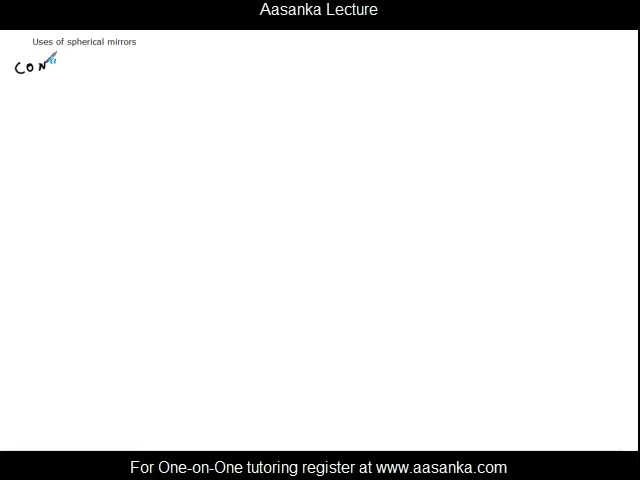 Aasanka Lecture
Uses of spherical mirrors
CON
For One-on-One tutoring register at www.aasanka.com